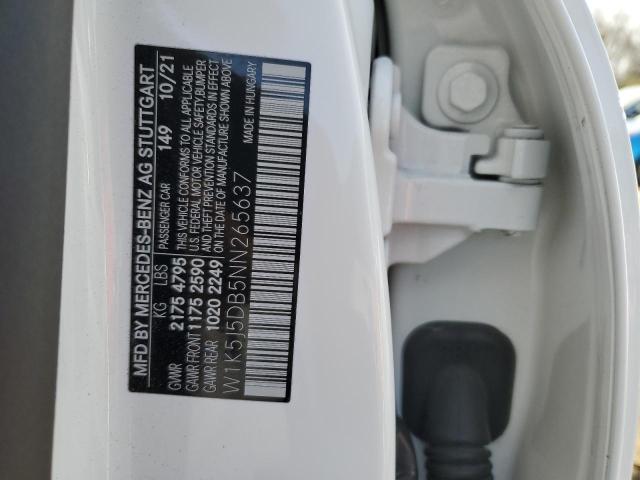 MFD BY MERCEDES-BENZ AG STUTTGART
PASSENGER CAR 149 10/21
KG LBS
GVWR 2175 4795
GAWR FRONT 1175 2590
GAWR REAR 1020 2249
THIS VEHICLE CONFORMS TO ALL APPLICABLE
U.S. FEDERAL MOTOR VEHICLE SAFETY, BUMPER
AND THEFT PREVENTION STANDARDS IN EFFECT
ON THE DATE OF MANUFACTURE SHOWN ABOVE
MADE IN HUNGARY
W1K5J5DB5NN265637